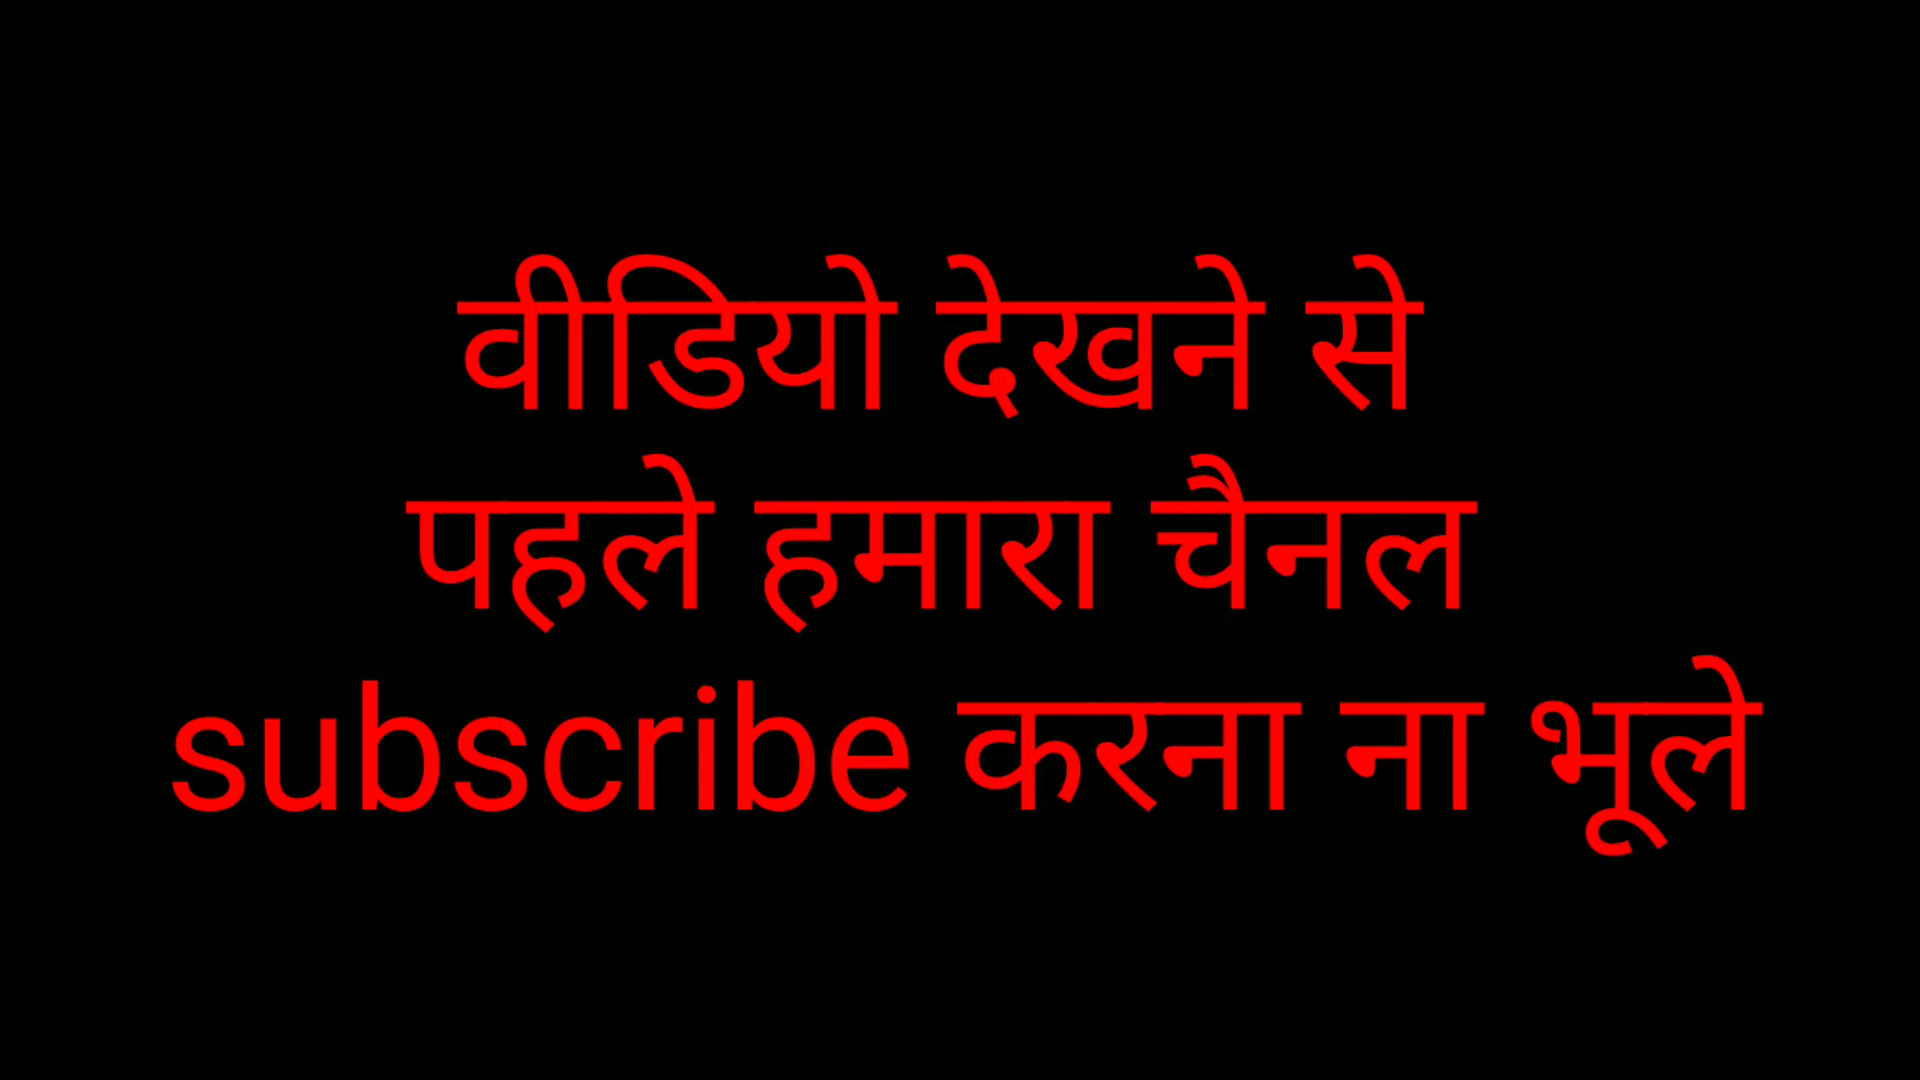 वीडियो देखने से
पहले हमारा चैनल
subscribe करना ना भूले